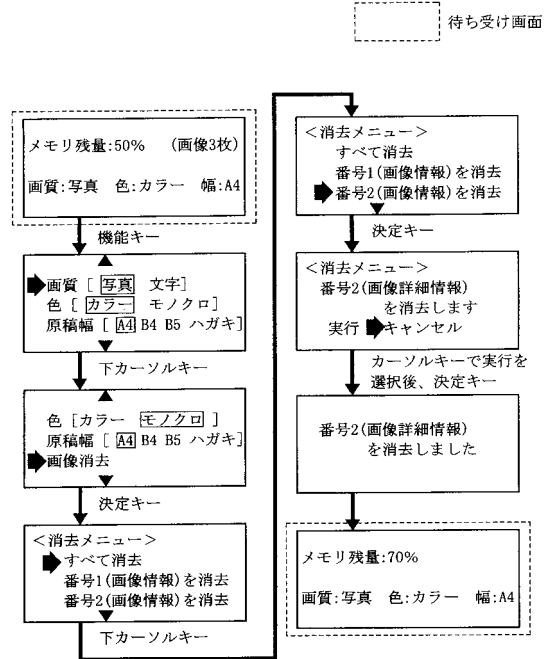 待ち受け画面
メモリ残量:50% (画像3枚)
画質:写真 色:カラー 幅:A4
機能キー
画質 [ 写真 文字]
色 [ カラー モノクロ]
原稿幅 [ A4 B4 B5 ハガキ]
下カーソルキー
色 [カラー モノクロ ]
原稿幅 [ A4 B4 B5 ハガキ]
画像消去
決定キー
<消去メニュー>
すべて消去
番号1(画像情報)を消去
番号2(画像情報)を消去
下カーソルキー
<消去メニュー>
すべて消去
番号1(画像情報)を消去
番号2(画像情報)を消去
決定キー
<消去メニュー>
番号2(画像詳細情報)
を消去します
実行 キャンセル
カーソルキーで実行を
選択後、決定キー
番号2(画像詳細情報)
を消去しました
メモリ残量:70%
画質:写真 色:カラー 幅:A4